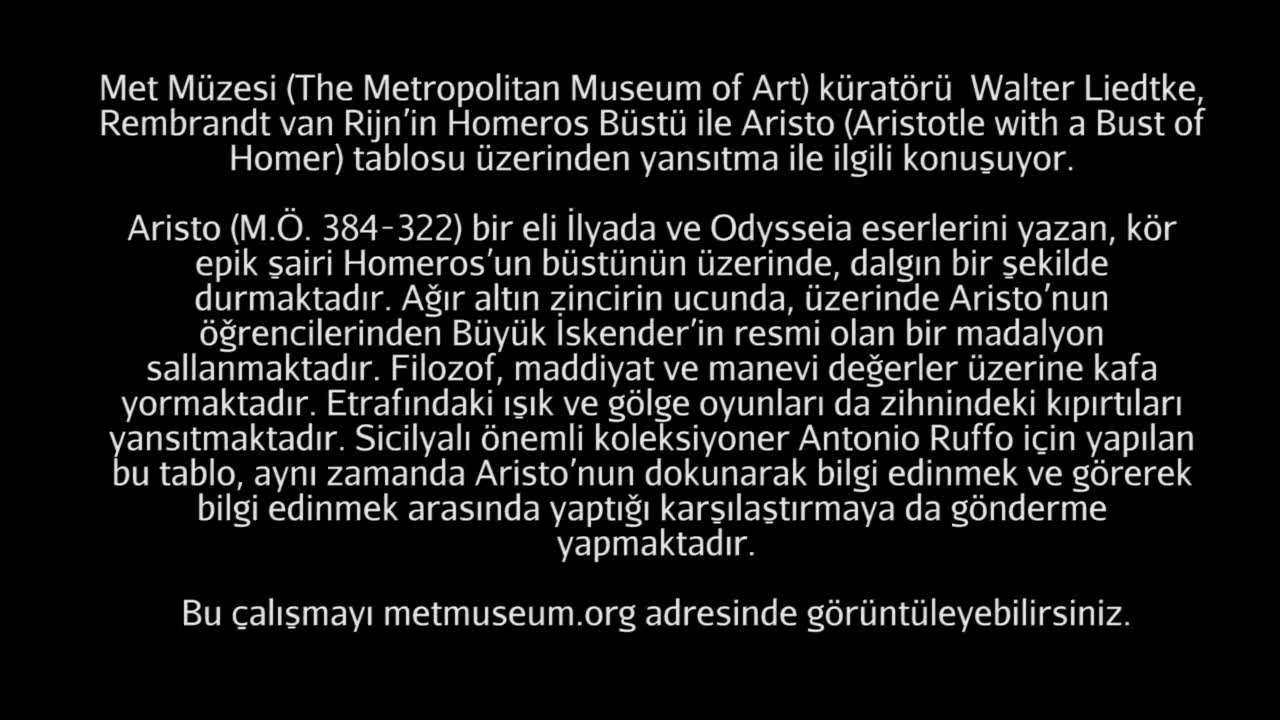 Met Müzesi (The Metropolitan Museum of Art) küratörü  Walter Liedtke,
Rembrandt van Rijn’in Homeros Büstü ile Aristo (Aristotle with a Bust of
Homer) tablosu üzerinden yansıtma ile ilgili konuşuyor.
Aristo (M.Ö. 384-322) bir eli İlyada ve Odysseia eserlerini yazan, kör
epik şairi Homeros’un büstünün üzerinde, dalgın bir şekilde
durmaktadır. Ağır altın zincirin ucunda, üzerinde Aristo’nun
öğrencilerinden Büyük İskender’in resmi olan bir madalyon
sallanmaktadır. Filozof, maddiyat ve manevi değerler üzerine kafa
yormaktadır. Etrafındaki ışık ve gölge oyunları da zihnindeki kıpırtıları
yansıtmaktadır. Sicilyalı önemli koleksiyoner Antonio Ruffo için yapılan
bu tablo, aynı zamanda Aristo’nun dokunarak bilgi edinmek ve görerek
bilgi edinmek arasında yaptığı karşılaştırmaya da gönderme
yapmaktadır.
Bu çalışmayı metmuseum.org adresinde görüntüleyebilirsiniz.